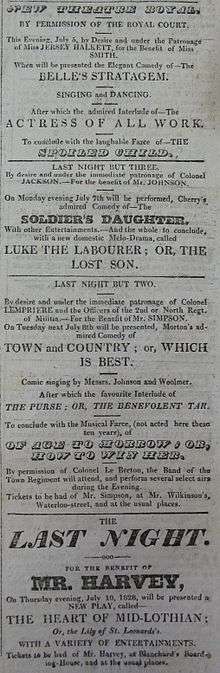 NEW THEATRE ROYAL.
BY PERMISSION OF THE ROYAL COURT.
This Evening, July 5, by Desire and under the Patronage
of Miss JERSEY HALKETT, for the Benefit of Miss
SMITH.
When will be presented the Elegant Comedy of—The
BELLE'S STRATAGEM.
SINGING and DANCING.
After which the admired Interlude of—The
ACTRESS OF ALL WORK.
To conclude with the laughable Farce of—THE
SPOILED CHILD.
LAST NIGHT BUT THREE.
By desire and under the immediate patronage of Colonel
JACKSON.—For the benefit of Mr. JOHNSON.
On Monday evening July 7th will be performed, Cherry's
admired Comedy of—The
SOLDIER'S DAUGHTER.
With other Entertainments.—And the whole to conclude,
with a new domestic Melo-Drama, called
LUKE THE LABOURER; OR, THE
LOST SON.
LAST NIGHT BUT TWO.
By desire and under the immediate patronage of Colonel
LEMPRIERE and the Officers of the 2nd or North Regt.
of Militia.—For the Benefit of Mr. SIMPSON.
On Tuesday next July 8th will be presented, Morton's ad-
mired Comedy of
TOWN and COUNTRY; or, WHICH
IS BEST.
Comic singing by Messrs. Johnson and Woolmer.
After which the favourite Interlude of
THE PURSE; OR, THE BENEVOLENT TAR.
To conclude with the Musical Farce, (not acted here these
ten years), of
OF AGE TO MORROW; OR,
HOW TO WIN HER.
By permission of Colonel Le Breton, the Band of the
Town Regiment will attend, and perform several select airs
during the Evening.
Tickets to be had of Mr. Simpson, at Mr. Wilkinson's,
Waterloo-street, and at the usual places.
THE
LAST NIGHT.
FOR THE BENEFIT OF
MR. HARVEY,
On Thursday evening, July 10, 1828, will be presented a
NEW PLAY, called—
THE HEART OF MID-LOTHIAN;
Or, the Lily of St. Leonard's.
WITH A VARIETY OF ENTERTAINMENTS.
Tickets to be had of Mr. Harvey, at Blanchard's Board-
ing-House, and at the usual places.